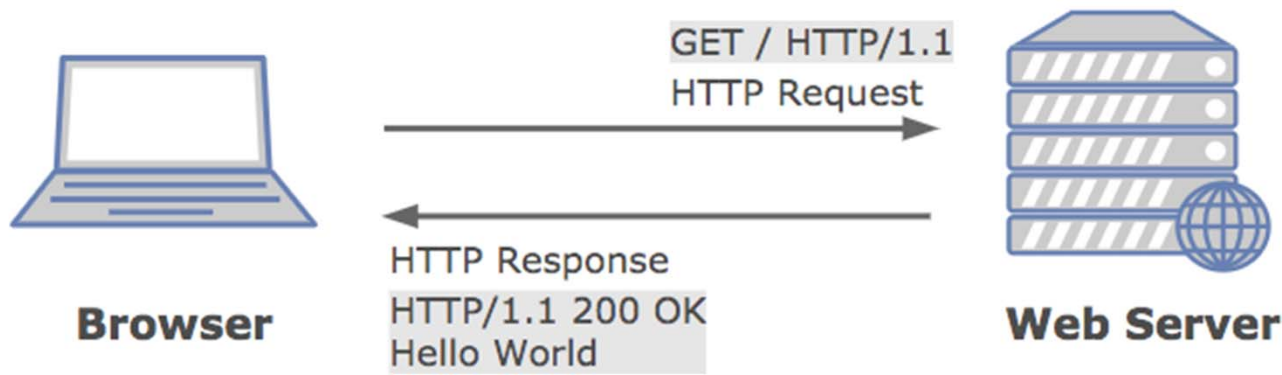 GET / HTTP/1.1
HTTP Request
HTTP Response
HTTP/1.1 200 OK
Hello World
Browser
Web Server